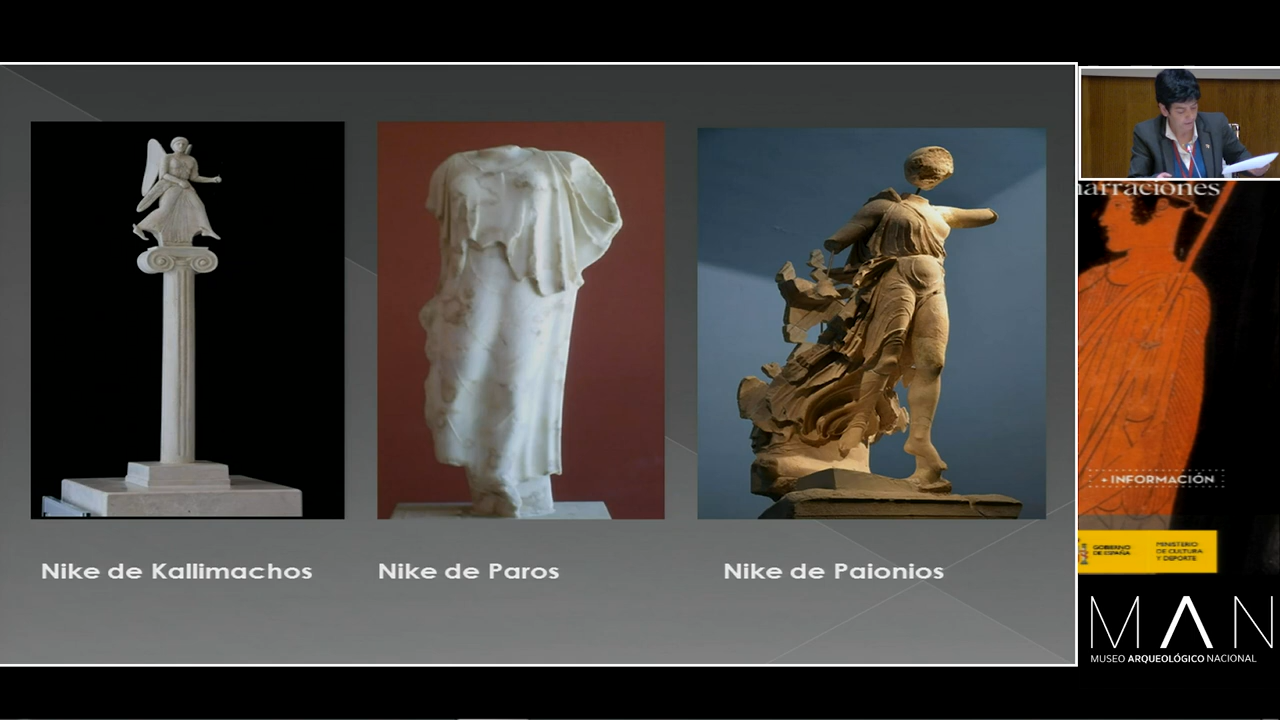 Nike de Kallimachos
Nike de Paros
Nike de Paionios
narraciones
+ INFORMACIÓN
GOBIERNO
DE ESPAÑA
MINISTERIO
DE CULTURA
Y DEPORTE
MAN
MUSEO ARQUEOLÓGICO NACIONAL